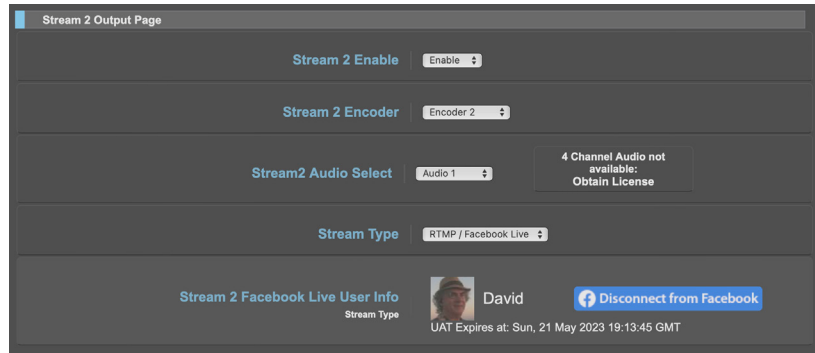 Stream 2 Output Page
Stream 2 Enable
Enable
Stream 2 Encoder
Encoder 2
Stream2 Audio Select
Audio 1
4 Channel Audio not
available:
Obtain License
Stream Type
RTMP / Facebook Live
Stream 2 Facebook Live User Info
Stream Type
David
Disconnect from Facebook
UAT Expires at: Sun, 21 May 2023 19:13:45 GMT